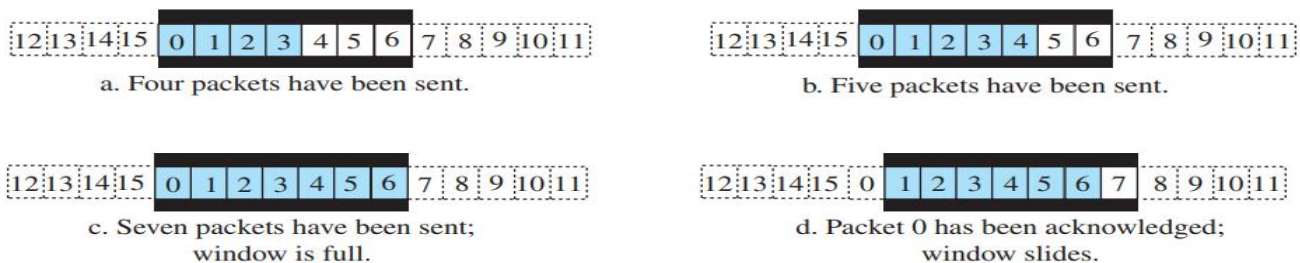 12 13 14 15 0 1 2 3 4 5 6 7 8 9 10 11
a. Four packets have been sent.
12 13 14 15 0 1 2 3 4 5 6 7 8 9 10 11
b. Five packets have been sent.
12 13 14 15 0 1 2 3 4 5 6 7 8 9 10 11
c. Seven packets have been sent;
window is full.
12 13 14 15 0 1 2 3 4 5 6 7 8 9 10 11
d. Packet 0 has been acknowledged;
window slides.